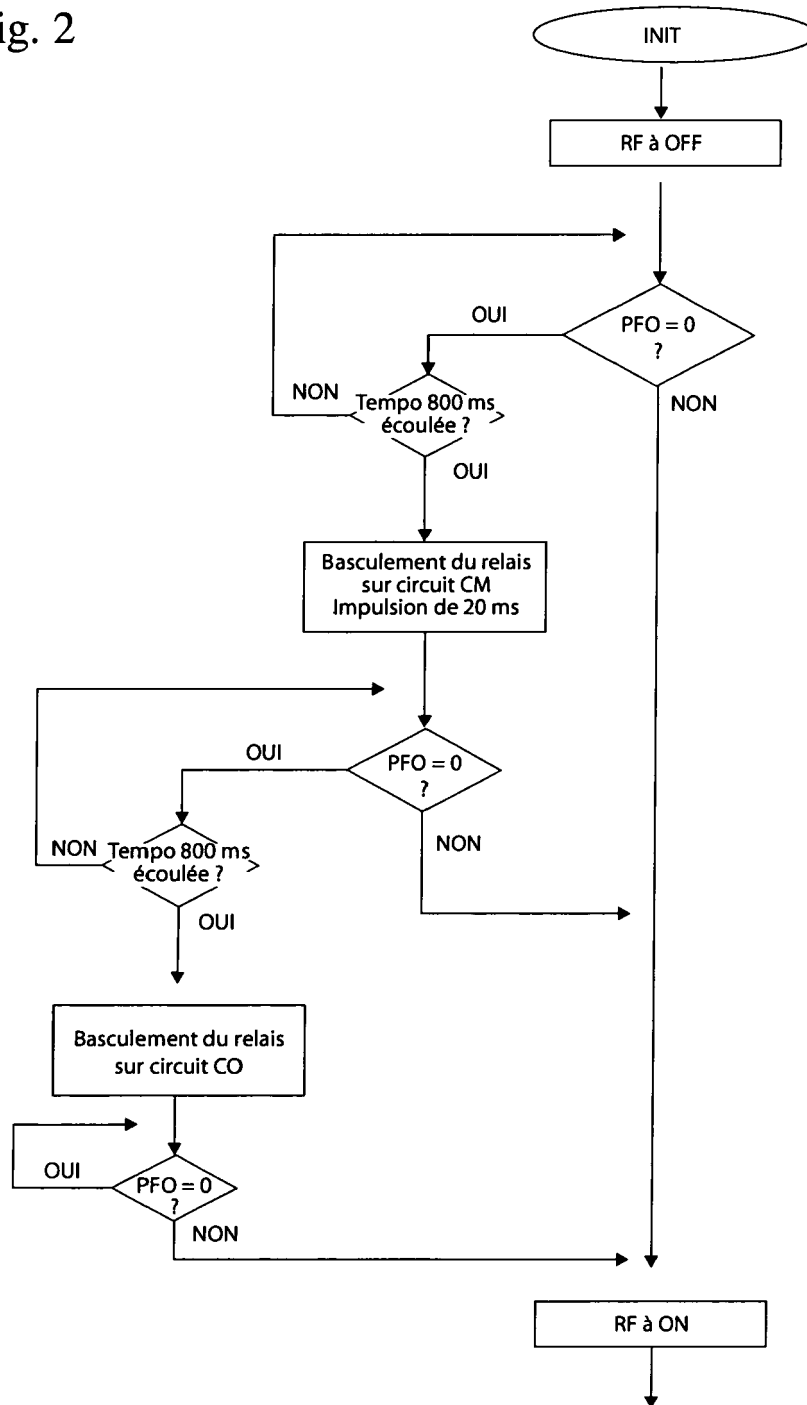 ig. 2
INIT
RF à OFF
OUI
PFO = 0
?
NON
NON
Tempo 800 ms
écoulée ?
OUI
Basculement du relais
sur circuit CM
Impulsion de 20 ms
OUI
PFO = 0
?
NON
NON
Tempo 800 ms
écoulée ?
OUI
Basculement du relais
sur circuit CO
OUI
PFO = 0
?
NON
RF à ON